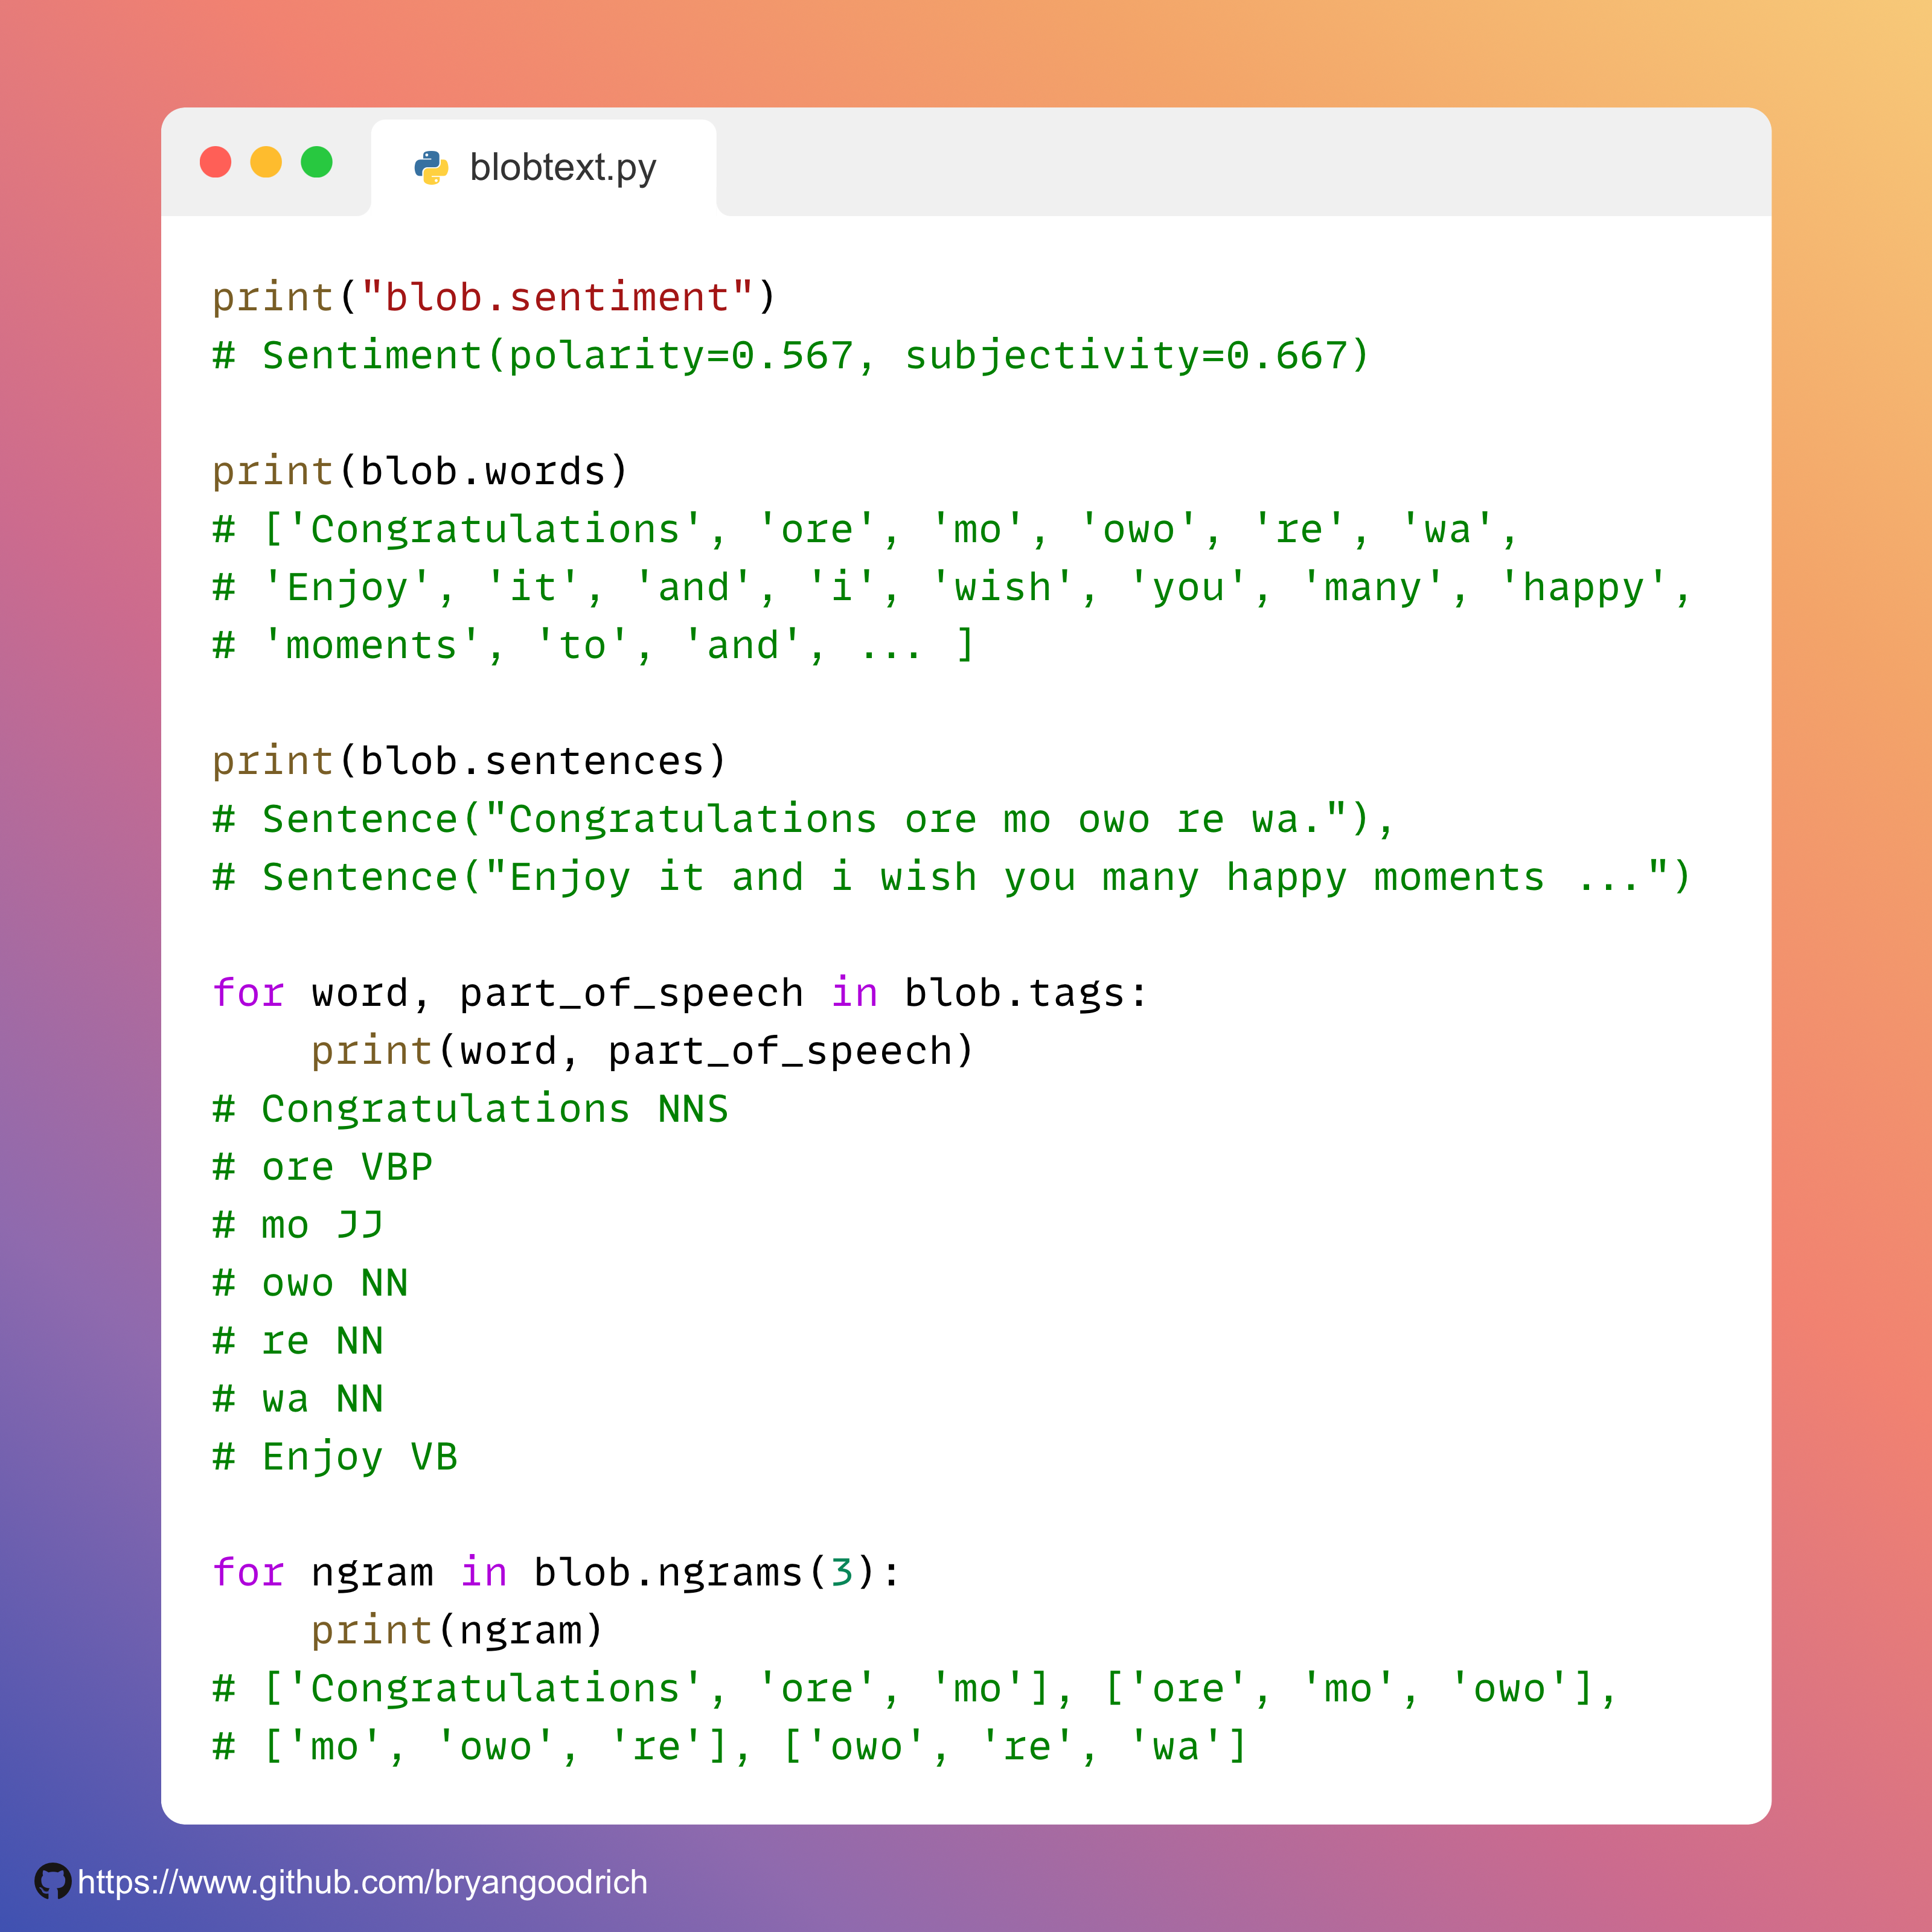 blobtext.py
print("blob.sentiment")
# Sentiment(polarity=0.567, subjectivity=0.667)
print(blob.words)
# ['Congratulations', 'ore', 'mo', 'owo', 're', 'wa',
# 'Enjoy', 'it', 'and', 'i', 'wish', 'you', 'many', 'happy',
# 'moments', 'to', 'and', ... ]
print(blob.sentences)
# Sentence("Congratulations ore mo owo re wa."),
# Sentence("Enjoy it and i wish you many happy moments ...")
for word, part_of_speech in blob.tags:
    print(word, part_of_speech)
# Congratulations NNS
# ore VBP
# mo JJ
# owo NN
# re NN
# wa NN
# Enjoy VB
for ngram in blob.ngrams(3):
    print(ngram)
# ['Congratulations', 'ore', 'mo'], ['ore', 'mo', 'owo'],
# ['mo', 'owo', 're'], ['owo', 're', 'wa']
https://www.github.com/bryangoodrich